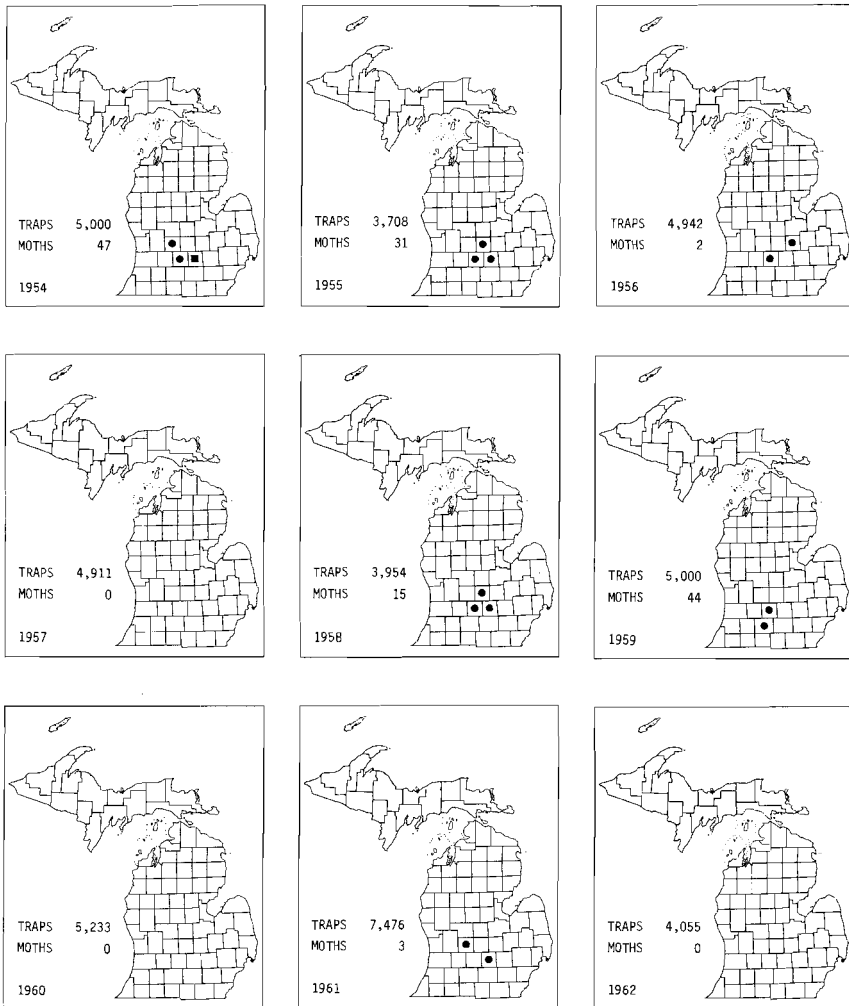 TRAPS 5,000
MOTHS 47
1954
TRAPS 3,708
MOTHS 31
1955
TRAPS 4,942
MOTHS 2
1956
TRAPS 4,911
MOTHS 0
1957
TRAPS 3,954
MOTHS 15
1958
TRAPS 5,000
MOTHS 44
1959
TRAPS 5,233
MOTHS 0
1960
TRAPS 7,476
MOTHS 3
1961
TRAPS 4,055
MOTHS 0
1962